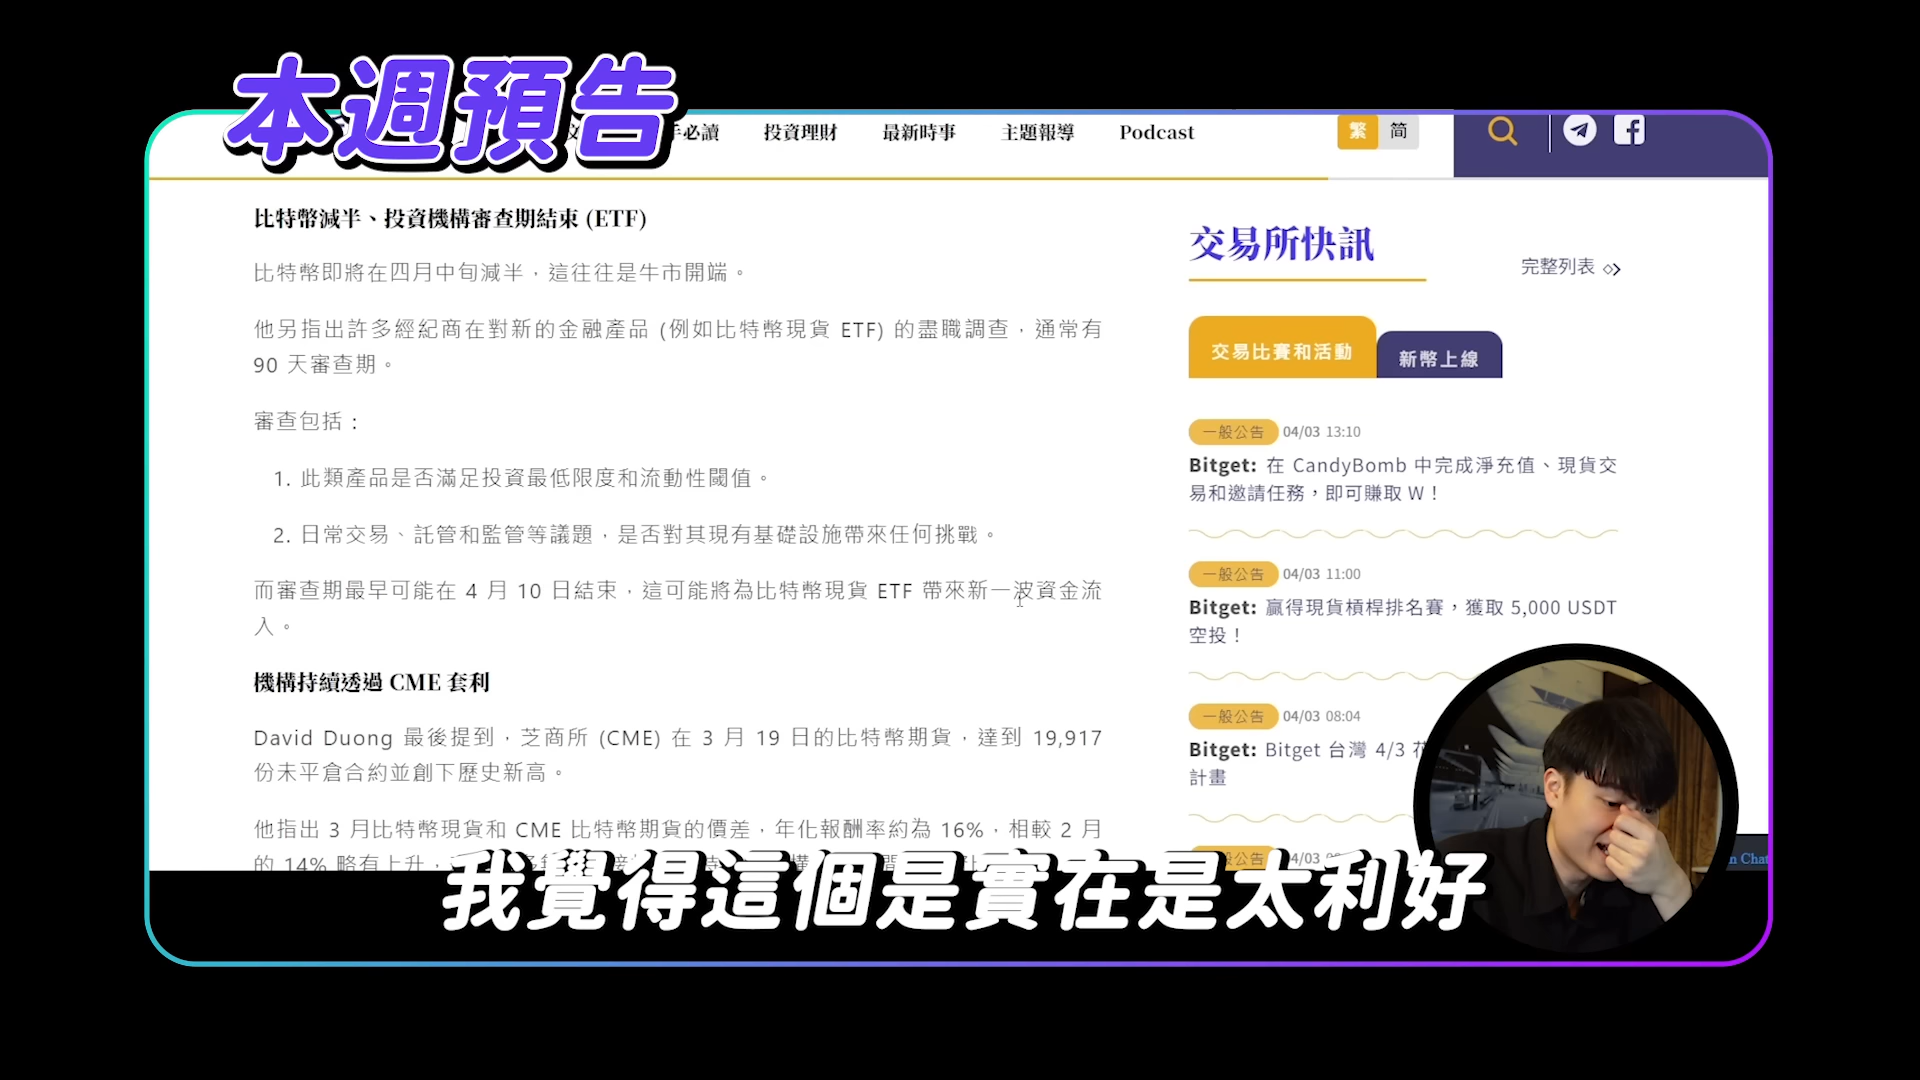 本週預告
手必讀 投資理財 最新時事 主題報導 Podcast 繁 简
比特幣減半、投資機構審查期結束 (ETF)
比特幣即將在四月中旬減半，這往往是牛市開端。
他另指出許多經紀商在對新的金融產品 (例如比特幣現貨 ETF) 的盡職調查，通常有
90 天審查期。
審查包括：
1. 此類產品是否滿足投資最低限度和流動性閾值。
2. 日常交易、託管和監管等議題，是否對其現有基礎設施帶來任何挑戰。
而審查期最早可能在 4 月 10 日結束，這可能將為比特幣現貨 ETF 帶來新一波資金流
入。
機構持續透過 CME 套利
David Duong 最後提到，芝商所 (CME) 在 3 月 19 日的比特幣期貨，達到 19,917
份未平倉合約並創下歷史新高。
他指出 3 月比特幣現貨和 CME 比特幣期貨的價差，年化報酬率約為 16%，相較 2 月
的 14% 略有上升，
交易所快訊
完整列表
交易比賽和活動 新幣上線
一般公告 04/03 13:10
Bitget: 在 CandyBomb 中完成淨充值、現貨交
易和邀請任務，即可賺取 W！
一般公告 04/03 11:00
Bitget: 贏得現貨槓桿排名賽，獲取 5,000 USDT
空投！
一般公告 04/03 08:04
Bitget: Bitget 台灣 4/3 花
計畫
般公告 04/03
n Chat
我覺得這個是實在是太利好